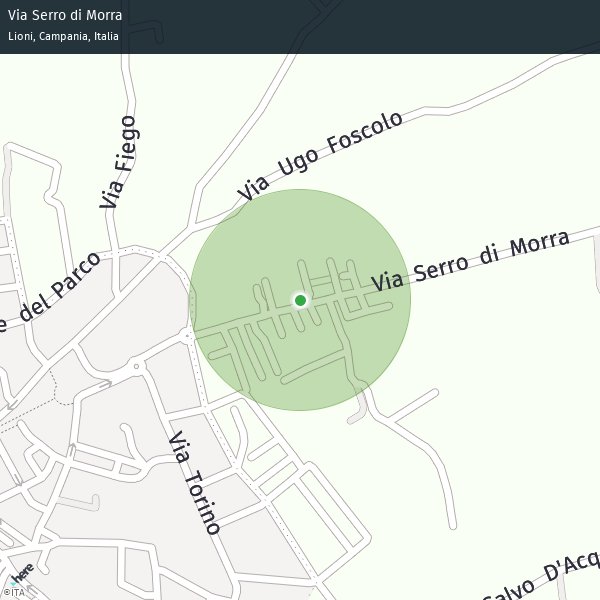 Via Serro di Morra
Lioni, Campania, Italia
Via Fiego
Via Ugo Foscolo
Via Serro di Morra
e del Parco
Via Torino
Salvo D'Acq
here
©ITA